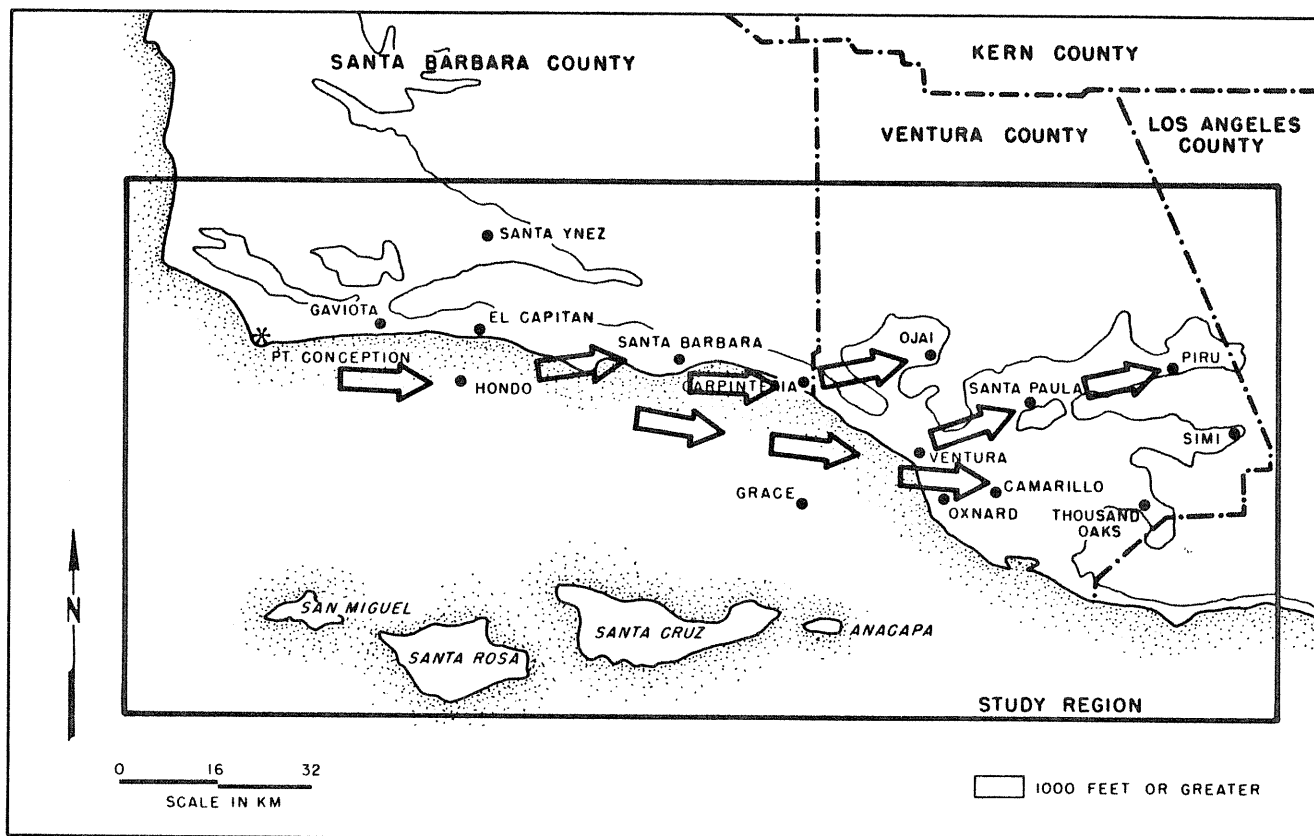 KERN COUNTY
SANTA BARBARA COUNTY
VENTURA COUNTY
LOS ANGELES
COUNTY
SANTA YNEZ
GAVIOTA
EL CAPITAN
PT. CONCEPTION
HONDO
SANTA BARBARA
CARPINTERIA
OJAI
PIRU
SANTA PAULA
SIMI
VENTURA
GRACE
CAMARILLO
OXNARD
THOUSAND
OAKS
N
SAN MIGUEL
SANTA ROSA
SANTA CRUZ
ANACAPA
STUDY REGION
0 16 32
SCALE IN KM
1000 FEET OR GREATER